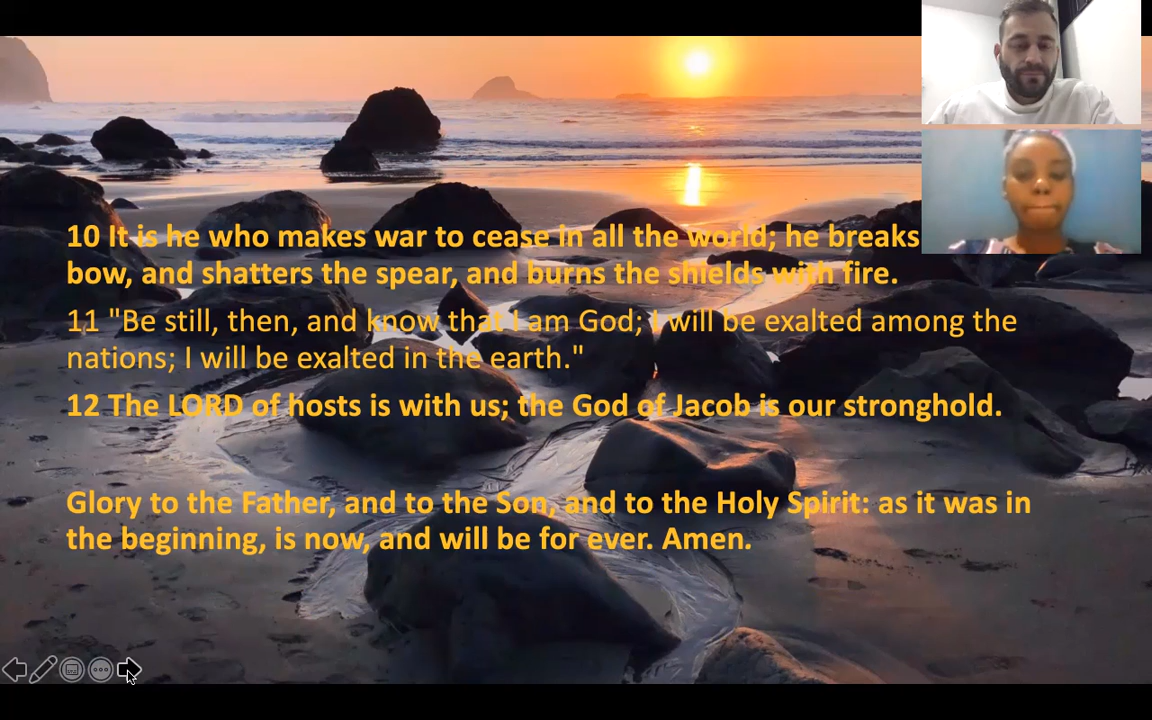 10 It is he who makes war to cease in all the world; he breaks
bow, and shatters the spear, and burns the shields with fire.
11 "Be still, then, and know that I am God; I will be exalted among the
nations; I will be exalted in the earth."
12 The LORD of hosts is with us; the God of Jacob is our stronghold.
Glory to the Father, and to the Son, and to the Holy Spirit: as it was in
the beginning, is now, and will be for ever. Amen.